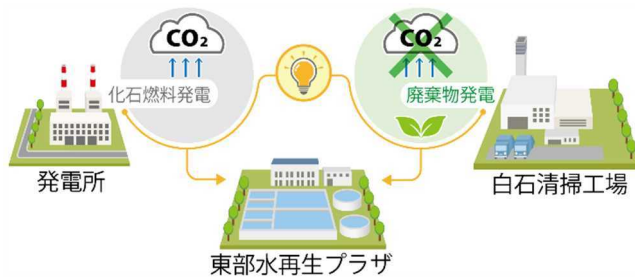 CO₂
化石燃料発電
CO₂
廃棄物発電
発電所
白石清掃工場
東部水再生プラザ